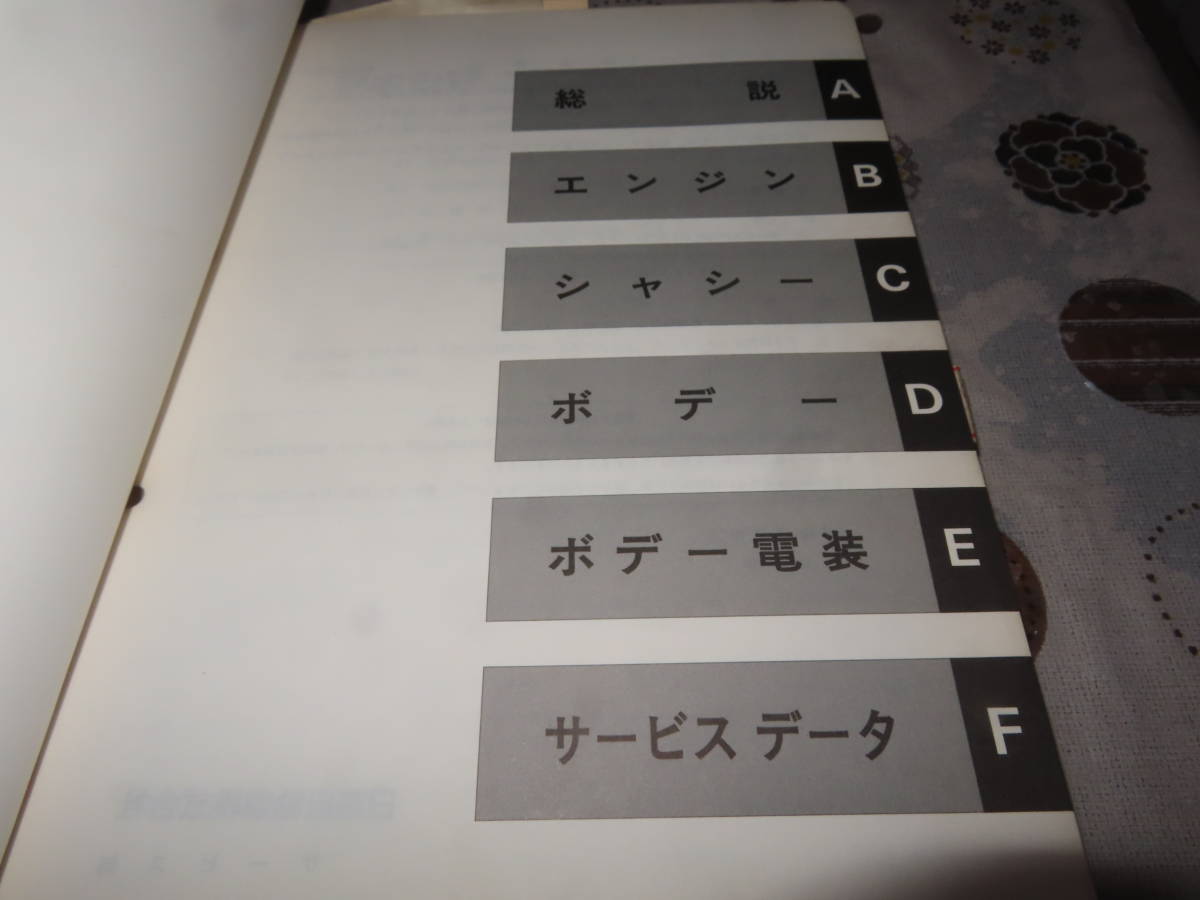 総説 A
エンジン B
シャシー C
ボデー D
ボデー電装 E
サービスデータ F